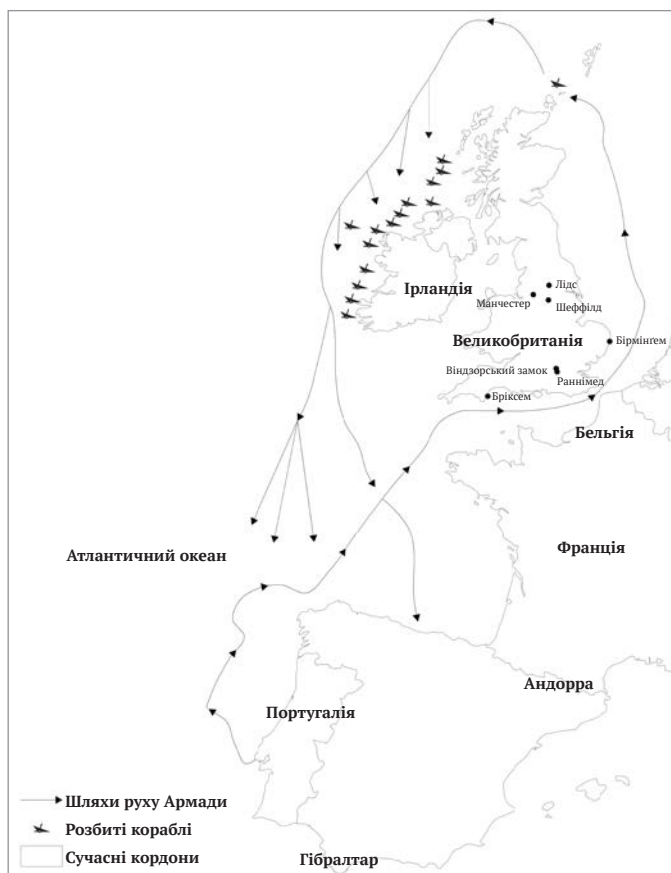 Ірландія
Лідс
Манчестер
Шеффілд
Великобританія
Бірмінґем
Віндзорський замок
Раннімед
Бріксем
Бельгія
Атлантичний океан
Франція
Андорра
Португалія
Шляхи руху Армади
Розбиті кораблі
Сучасні кордони
Гібралтар